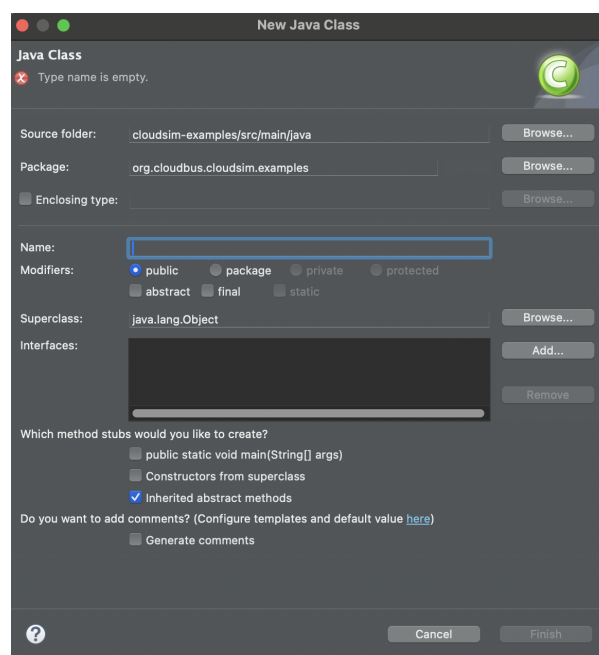 New Java Class
Java Class
Type name is empty.
C
Source folder: cloudsim-examples/src/main/java Browse...
Package: org.cloudbus.cloudsim.examples Browse...
Enclosing type: Browse...
Name:
Modifiers: public package private protected
abstract final static
Superclass: java.lang.Object Browse...
Interfaces: Add...
Remove
Which method stubs would you like to create?
public static void main(String[] args)
Constructors from superclass
Inherited abstract methods
Do you want to add comments? (Configure templates and default value here)
Generate comments
? Cancel Finish